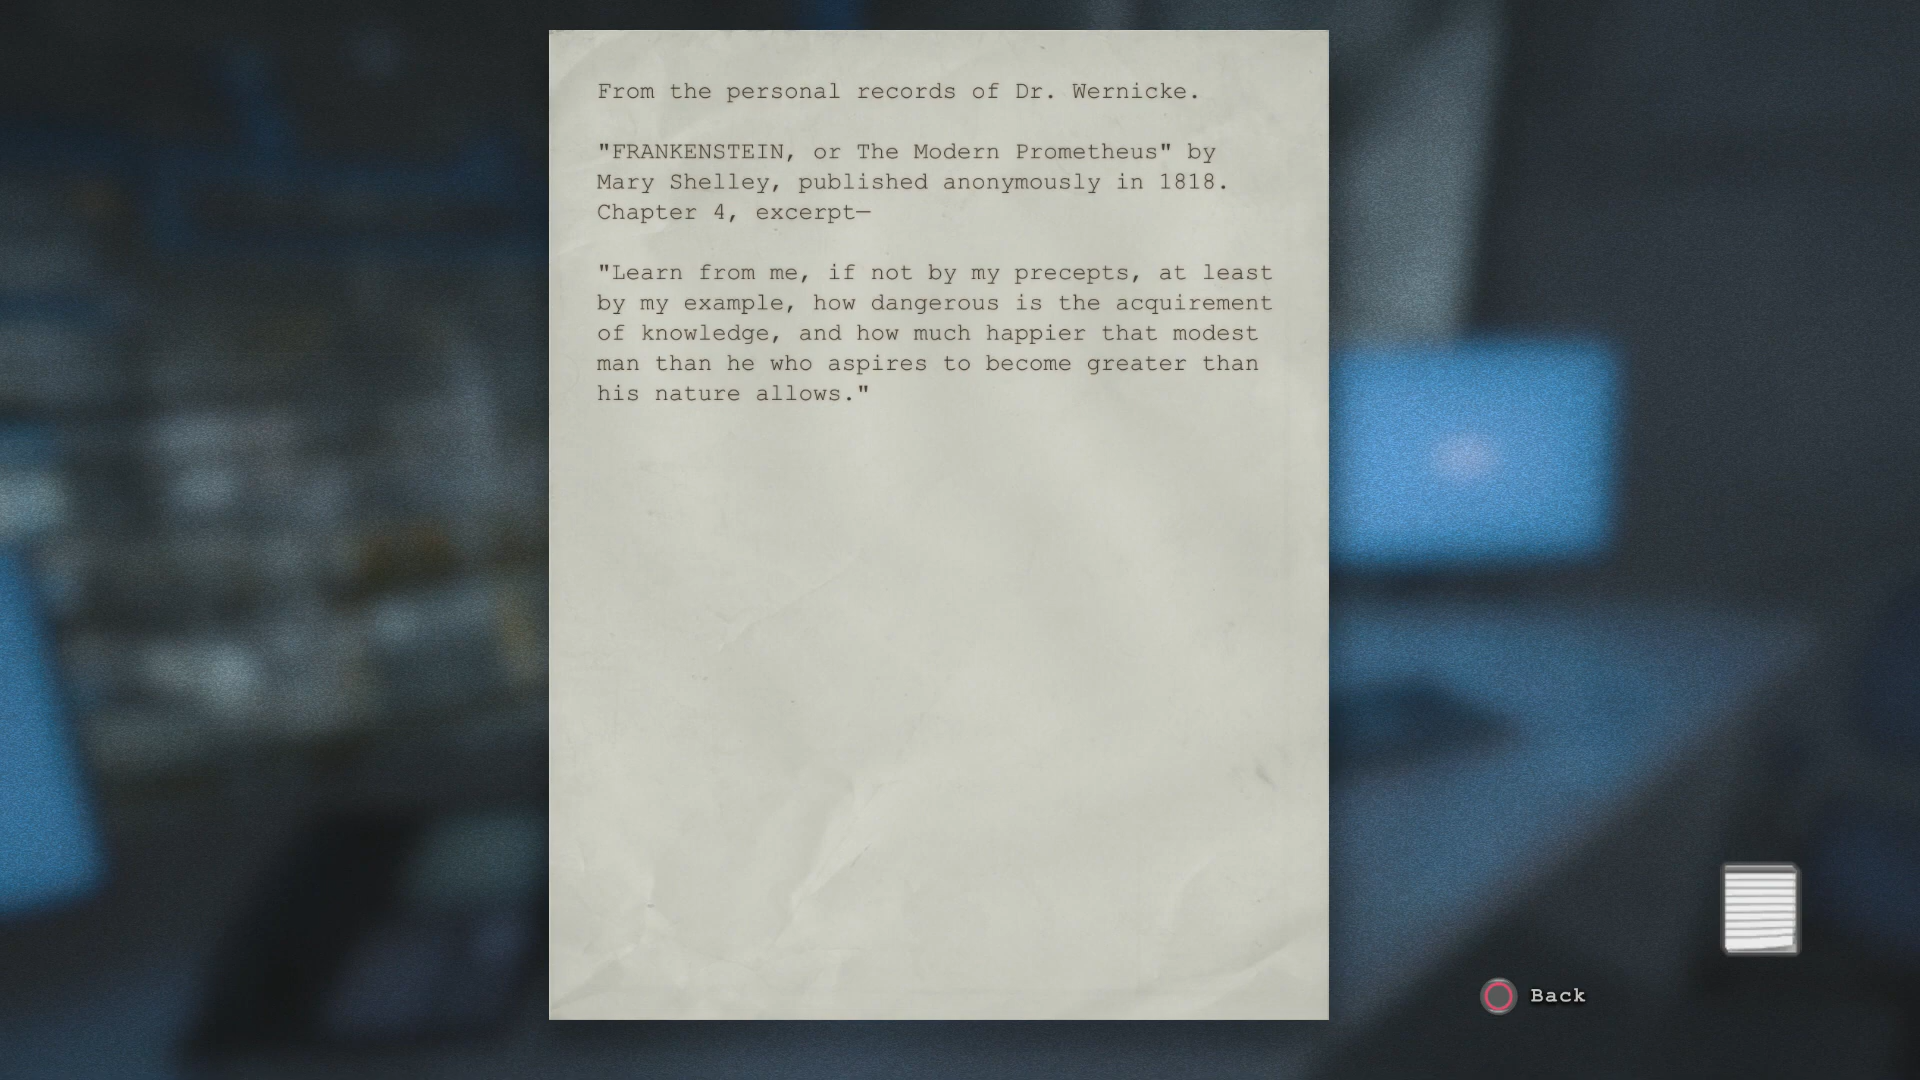 From the personal records of Dr. Wernicke.
"FRANKENSTEIN, or The Modern Prometheus" by
Mary Shelley, published anonymously in 1818.
Chapter 4, excerpt—
"Learn from me, if not by my precepts, at least
by my example, how dangerous is the acquirement
of knowledge, and how much happier that modest
man than he who aspires to become greater than
his nature allows."
Back